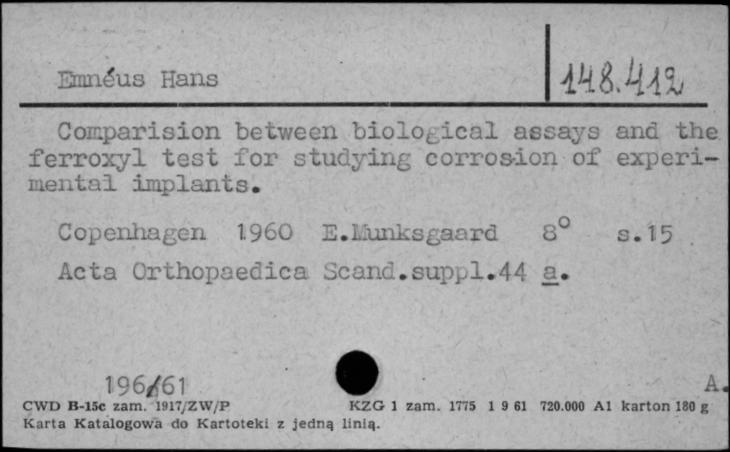 Emnéus Hans 148.412
Comparision between biological assays and the
ferroxyl test for studying corrosion of experi-
mental implants.
Copenhagen 1960 E.Munksgaard 8° s.15
Acta Orthopaedica Scand.suppl.44 a.
196/61 A.
CWD B-15c zam. 1917/ZW/P KZG 1 zam. 1775 1 9 61 720.000 A1 karton 180 g
Karta Katalogowa do Kartoteki z jedną linią.